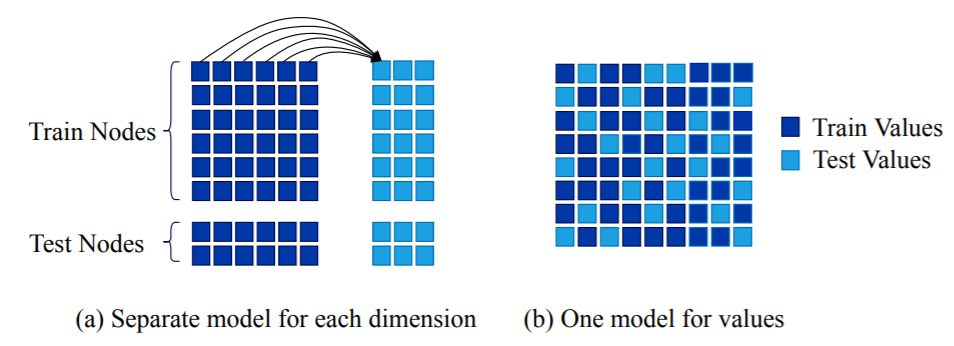 Train Nodes
Test Nodes
Train Values
Test Values
(a) Separate model for each dimension
(b) One model for values